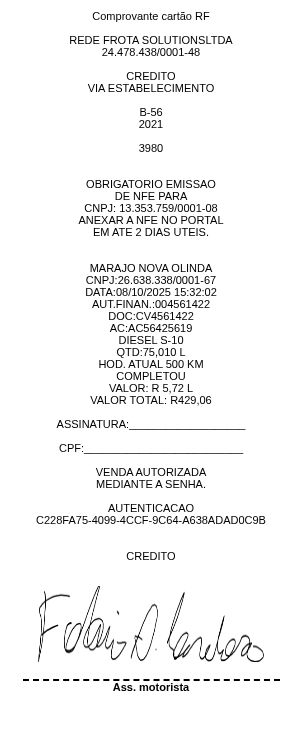 Comprovante cartão RF
REDE FROTA SOLUTIONSLTDA
24.478.438/0001-48
CREDITO
VIA ESTABELECIMENTO
B-56
2021
3980
OBRIGATORIO EMISSAO
DE NFE PARA
CNPJ: 13.353.759/0001-08
ANEXAR A NFE NO PORTAL
EM ATE 2 DIAS UTEIS.
MARAJO NOVA OLINDA
CNPJ:26.638.338/0001-67
DATA:08/10/2025 15:32:02
AUT.FINAN.:004561422
DOC:CV4561422
AC:AC56425619
DIESEL S-10
QTD:75,010 L
HOD. ATUAL 500 KM
COMPLETOU
VALOR: R 5,72 L
VALOR TOTAL: R429,06
ASSINATURA:___________________
CPF:__________________________
VENDA AUTORIZADA
MEDIANTE A SENHA.
AUTENTICACAO
C228FA75-4099-4CCF-9C64-A638ADAD0C9B
CREDITO
Ass. motorista